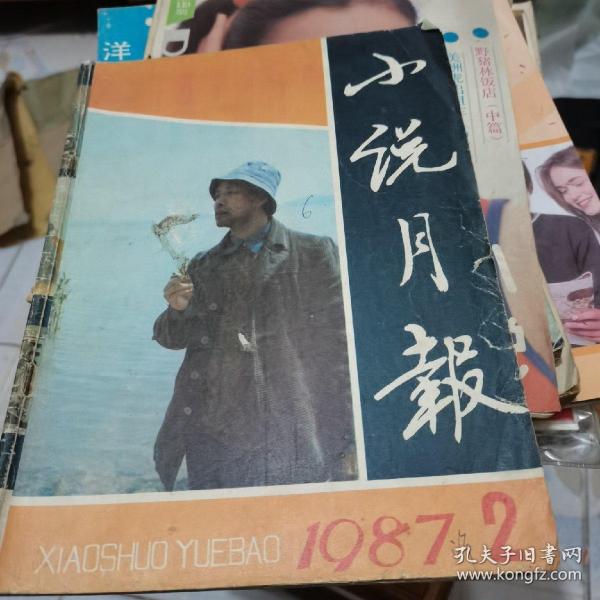 小说月報
XIAOSHUO YUEBAO
1987 2
6
洋
野猪林饭店（中篇）
孔夫子旧书网
www.kongfz.com